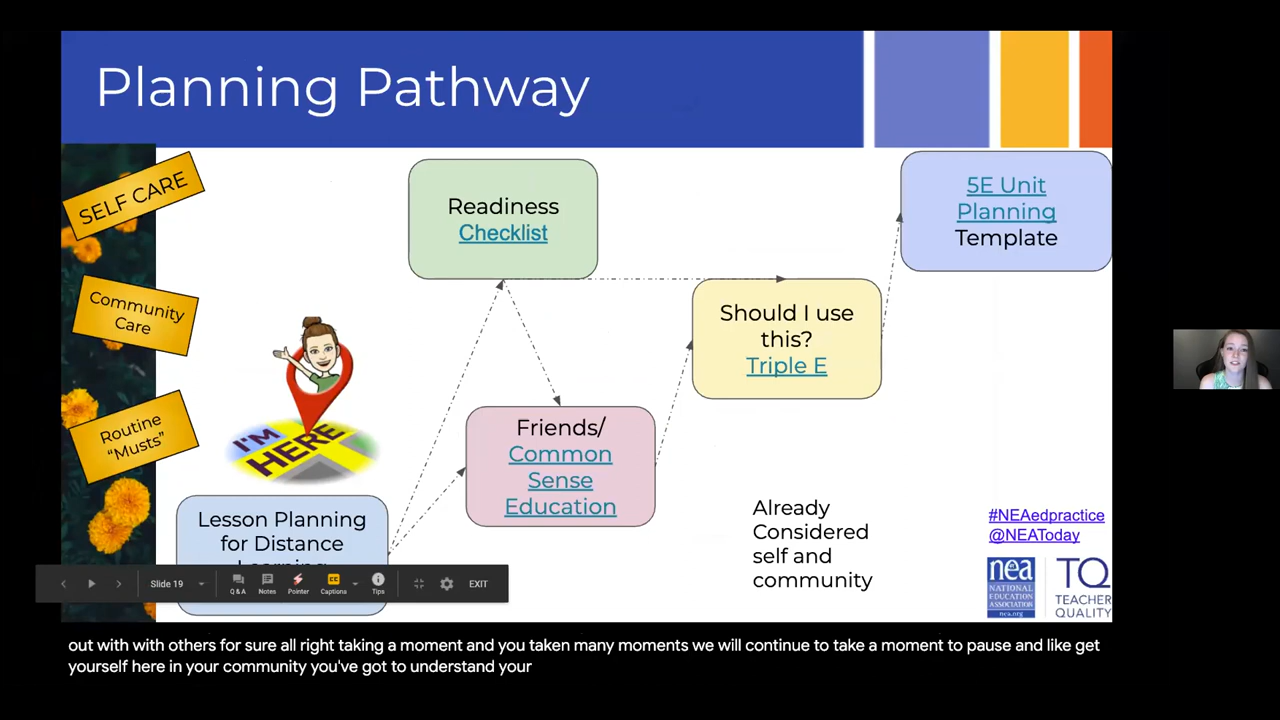 Planning Pathway
SELF CARE
Community
Care
Routine
"Musts"
Readiness
Checklist
I'M
HERE
Lesson Planning
for Distance
Learning
Friends/
Common
Sense
Education
Should I use
this?
Triple E
5E Unit
Planning
Template
Already
Considered
self and
community
#NEAedpractice
@NEAToday
nea
NATIONAL
EDUCATION
ASSOCIATION
nea.org
TQ
TEACHER
QUALITY
Slide 19
Q & A
Notes
Pointer
CC
Captions
Tips
EXIT
out with with others for sure all right taking a moment and you taken many moments we will continue to take a moment to pause and like get
yourself here in your community you've got to understand your